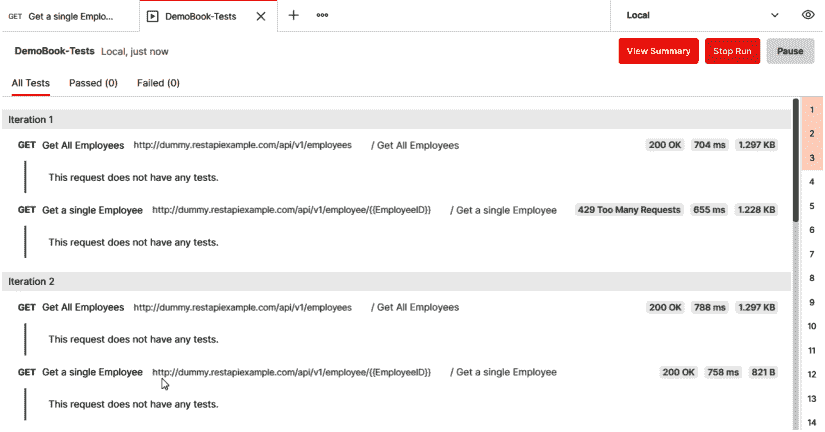 GET Get a single Emplo... DemoBook-Tests Local
DemoBook-Tests Local, just now View Summary Stop Run Pause
All Tests Passed (0) Failed (0)
Iteration 1
GET Get All Employees http://dummy.restapiexample.com/api/v1/employees / Get All Employees 200 OK 704 ms 1.297 KB
This request does not have any tests.
GET Get a single Employee http://dummy.restapiexample.com/api/v1/employee/{{EmployeeID}} / Get a single Employee 429 Too Many Requests 655 ms 1.228 KB
This request does not have any tests.
Iteration 2
GET Get All Employees http://dummy.restapiexample.com/api/v1/employees / Get All Employees 200 OK 788 ms 1.297 KB
This request does not have any tests.
GET Get a single Employee http://dummy.restapiexample.com/api/v1/employee/{{EmployeeID}} / Get a single Employee 200 OK 758 ms 821 B
This request does not have any tests.
1
2
3
4
5
6
7
8
9
10
11
12
13
14